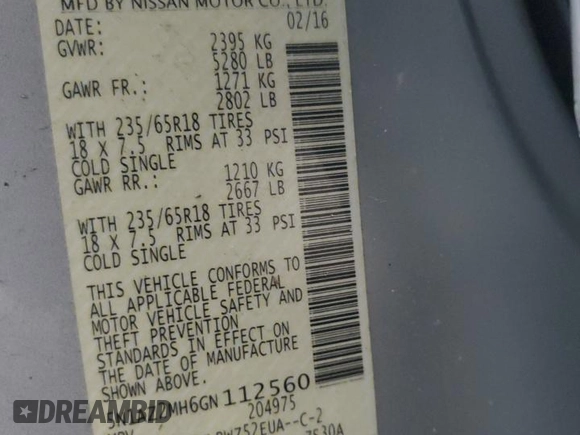 MFD BY NISSAN MOTOR CO., LTD.
DATE: 02/16
GVWR: 2395 KG
5280 LB
GAWR FR.: 1271 KG
2802 LB
WITH 235/65R18 TIRES
18 X 7.5 RIMS AT 33 PSI
COLD SINGLE
GAWR RR.: 1210 KG
2667 LB
WITH 235/65R18 TIRES
18 X 7.5 RIMS AT 33 PSI
COLD SINGLE
THIS VEHICLE CONFORMS TO
ALL APPLICABLE FEDERAL
MOTOR VEHICLE SAFETY AND
THEFT PREVENTION
STANDARDS IN EFFECT ON
THE DATE OF MANUFACTURE
SHOWN ABOVE.
5N1AZ2MH6GN 112560
204975
MPV
DREAMBID